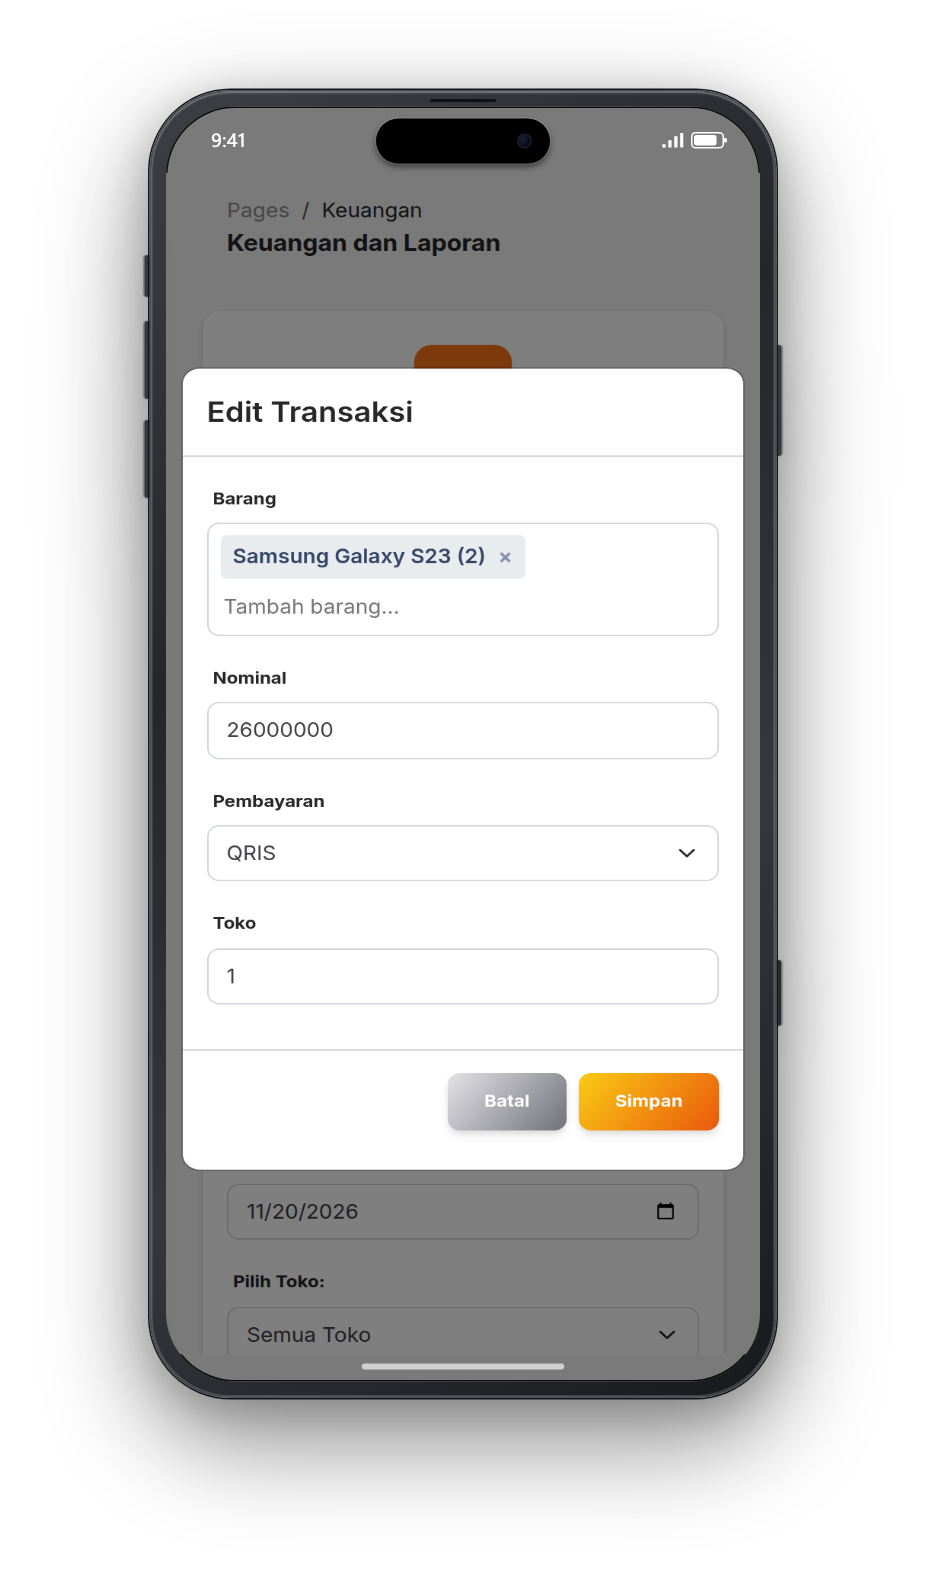 9:41
Pages / Keuangan
Keuangan dan Laporan
Edit Transaksi
Barang
Samsung Galaxy S23 (2) ×
Tambah barang...
Nominal
26000000
Pembayaran
QRIS
Toko
1
Batal Simpan
11/20/2026
Pilih Toko:
Semua Toko